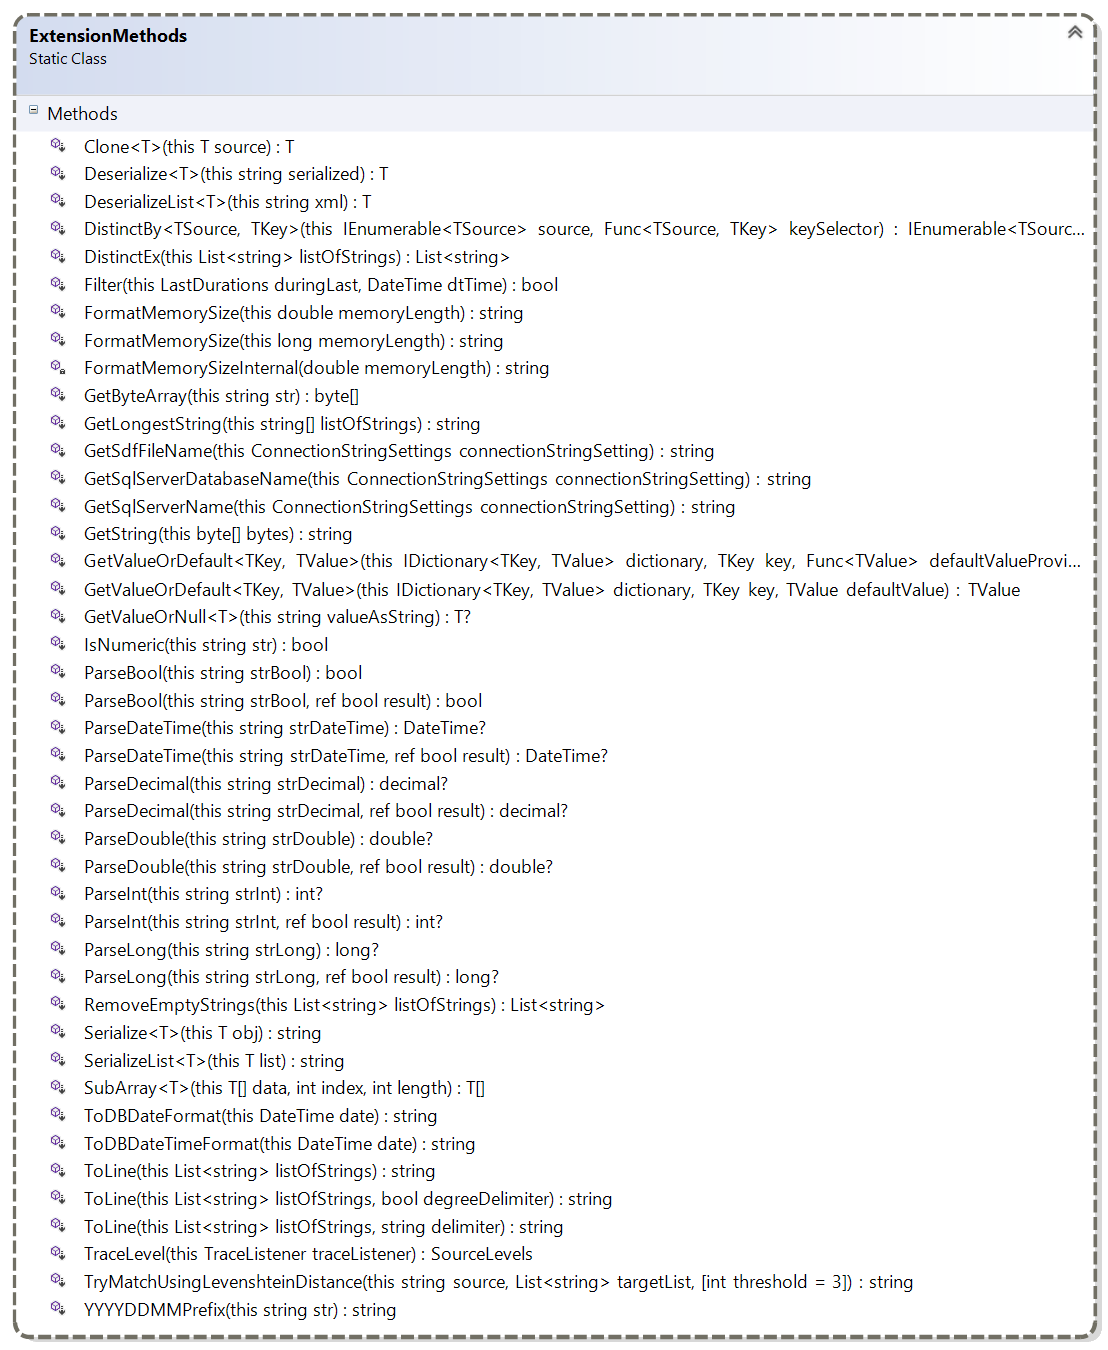 ExtensionMethods
Static Class
Methods
Clone<T>(this T source) : T
Deserialize<T>(this string serialized) : T
DeserializeList<T>(this string xml) : T
DistinctBy<TSource, TKey>(this IEnumerable<TSource> source, Func<TSource, TKey> keySelector) : IEnumerable<TSourc...
DistinctEx(this List<string> listOfStrings) : List<string>
Filter(this LastDurations duringLast, DateTime dtTime) : bool
FormatMemorySize(this double memoryLength) : string
FormatMemorySize(this long memoryLength) : string
FormatMemorySizeInternal(double memoryLength) : string
GetByteArray(this string str) : byte[]
GetLongestString(this string[] listOfStrings) : string
GetSdfFileName(this ConnectionStringSettings connectionStringSetting) : string
GetSqlServerDatabaseName(this ConnectionStringSettings connectionStringSetting) : string
GetSqlServerName(this ConnectionStringSettings connectionStringSetting) : string
GetString(this byte[] bytes) : string
GetValueOrDefault<TKey, TValue>(this IDictionary<TKey, TValue> dictionary, TKey key, Func<TValue> defaultValueProvi...
GetValueOrDefault<TKey, TValue>(this IDictionary<TKey, TValue> dictionary, TKey key, TValue defaultValue) : TValue
GetValueOrNull<T>(this string valueAsString) : T?
IsNumeric(this string str) : bool
ParseBool(this string strBool) : bool
ParseBool(this string strBool, ref bool result) : bool
ParseDateTime(this string strDateTime) : DateTime?
ParseDateTime(this string strDateTime, ref bool result) : DateTime?
ParseDecimal(this string strDecimal) : decimal?
ParseDecimal(this string strDecimal, ref bool result) : decimal?
ParseDouble(this string strDouble) : double?
ParseDouble(this string strDouble, ref bool result) : double?
ParseInt(this string strInt) : int?
ParseInt(this string strInt, ref bool result) : int?
ParseLong(this string strLong) : long?
ParseLong(this string strLong, ref bool result) : long?
RemoveEmptyStrings(this List<string> listOfStrings) : List<string>
Serialize<T>(this T obj) : string
SerializeList<T>(this T list) : string
SubArray<T>(this T[] data, int index, int length) : T[]
ToDBDateFormat(this DateTime date) : string
ToDBDateTimeFormat(this DateTime date) : string
ToLine(this List<string> listOfStrings) : string
ToLine(this List<string> listOfStrings, bool degreeDelimiter) : string
ToLine(this List<string> listOfStrings, string delimiter) : string
TraceLevel(this TraceListener traceListener) : SourceLevels
TryMatchUsingLevenshteinDistance(this string source, List<string> targetList, [int threshold = 3]) : string
YYYYDDMMPrefix(this string str) : string